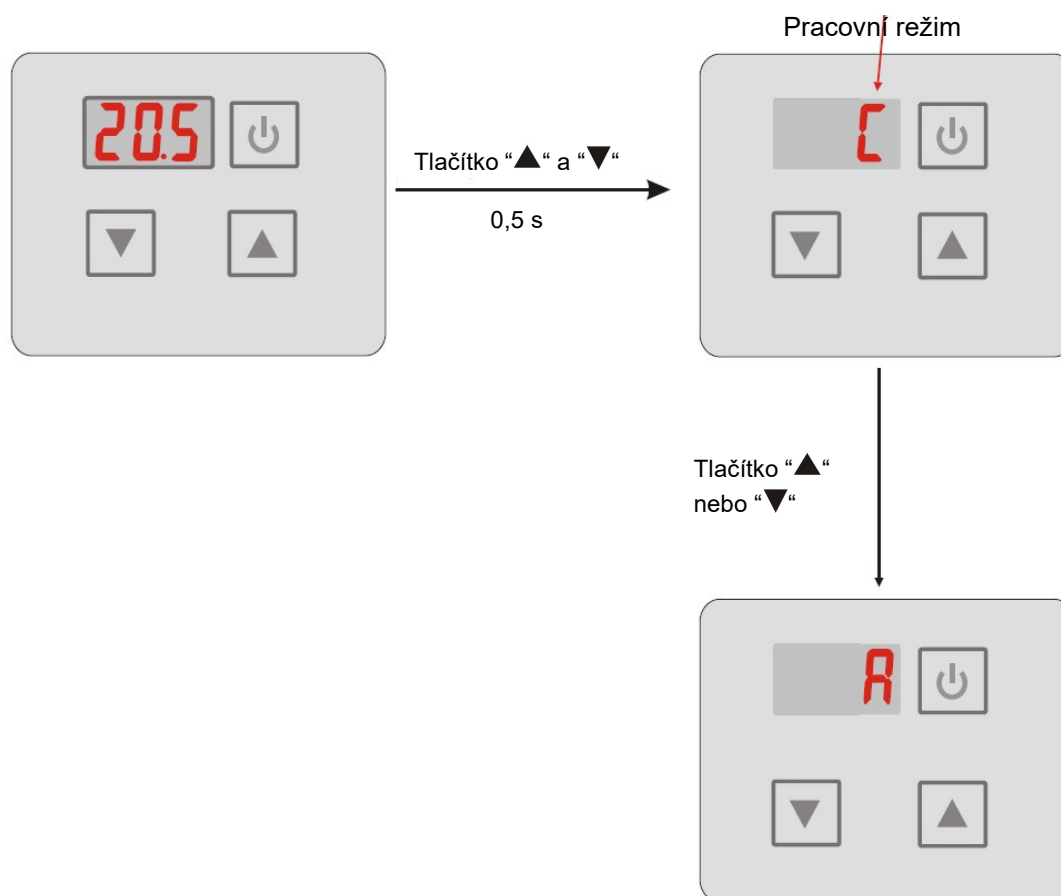 Pracovní režim
20.5
Tlačítko “▲“ a “▼“
0,5 s
C
Tlačítko “▲“
nebo “▼“
A